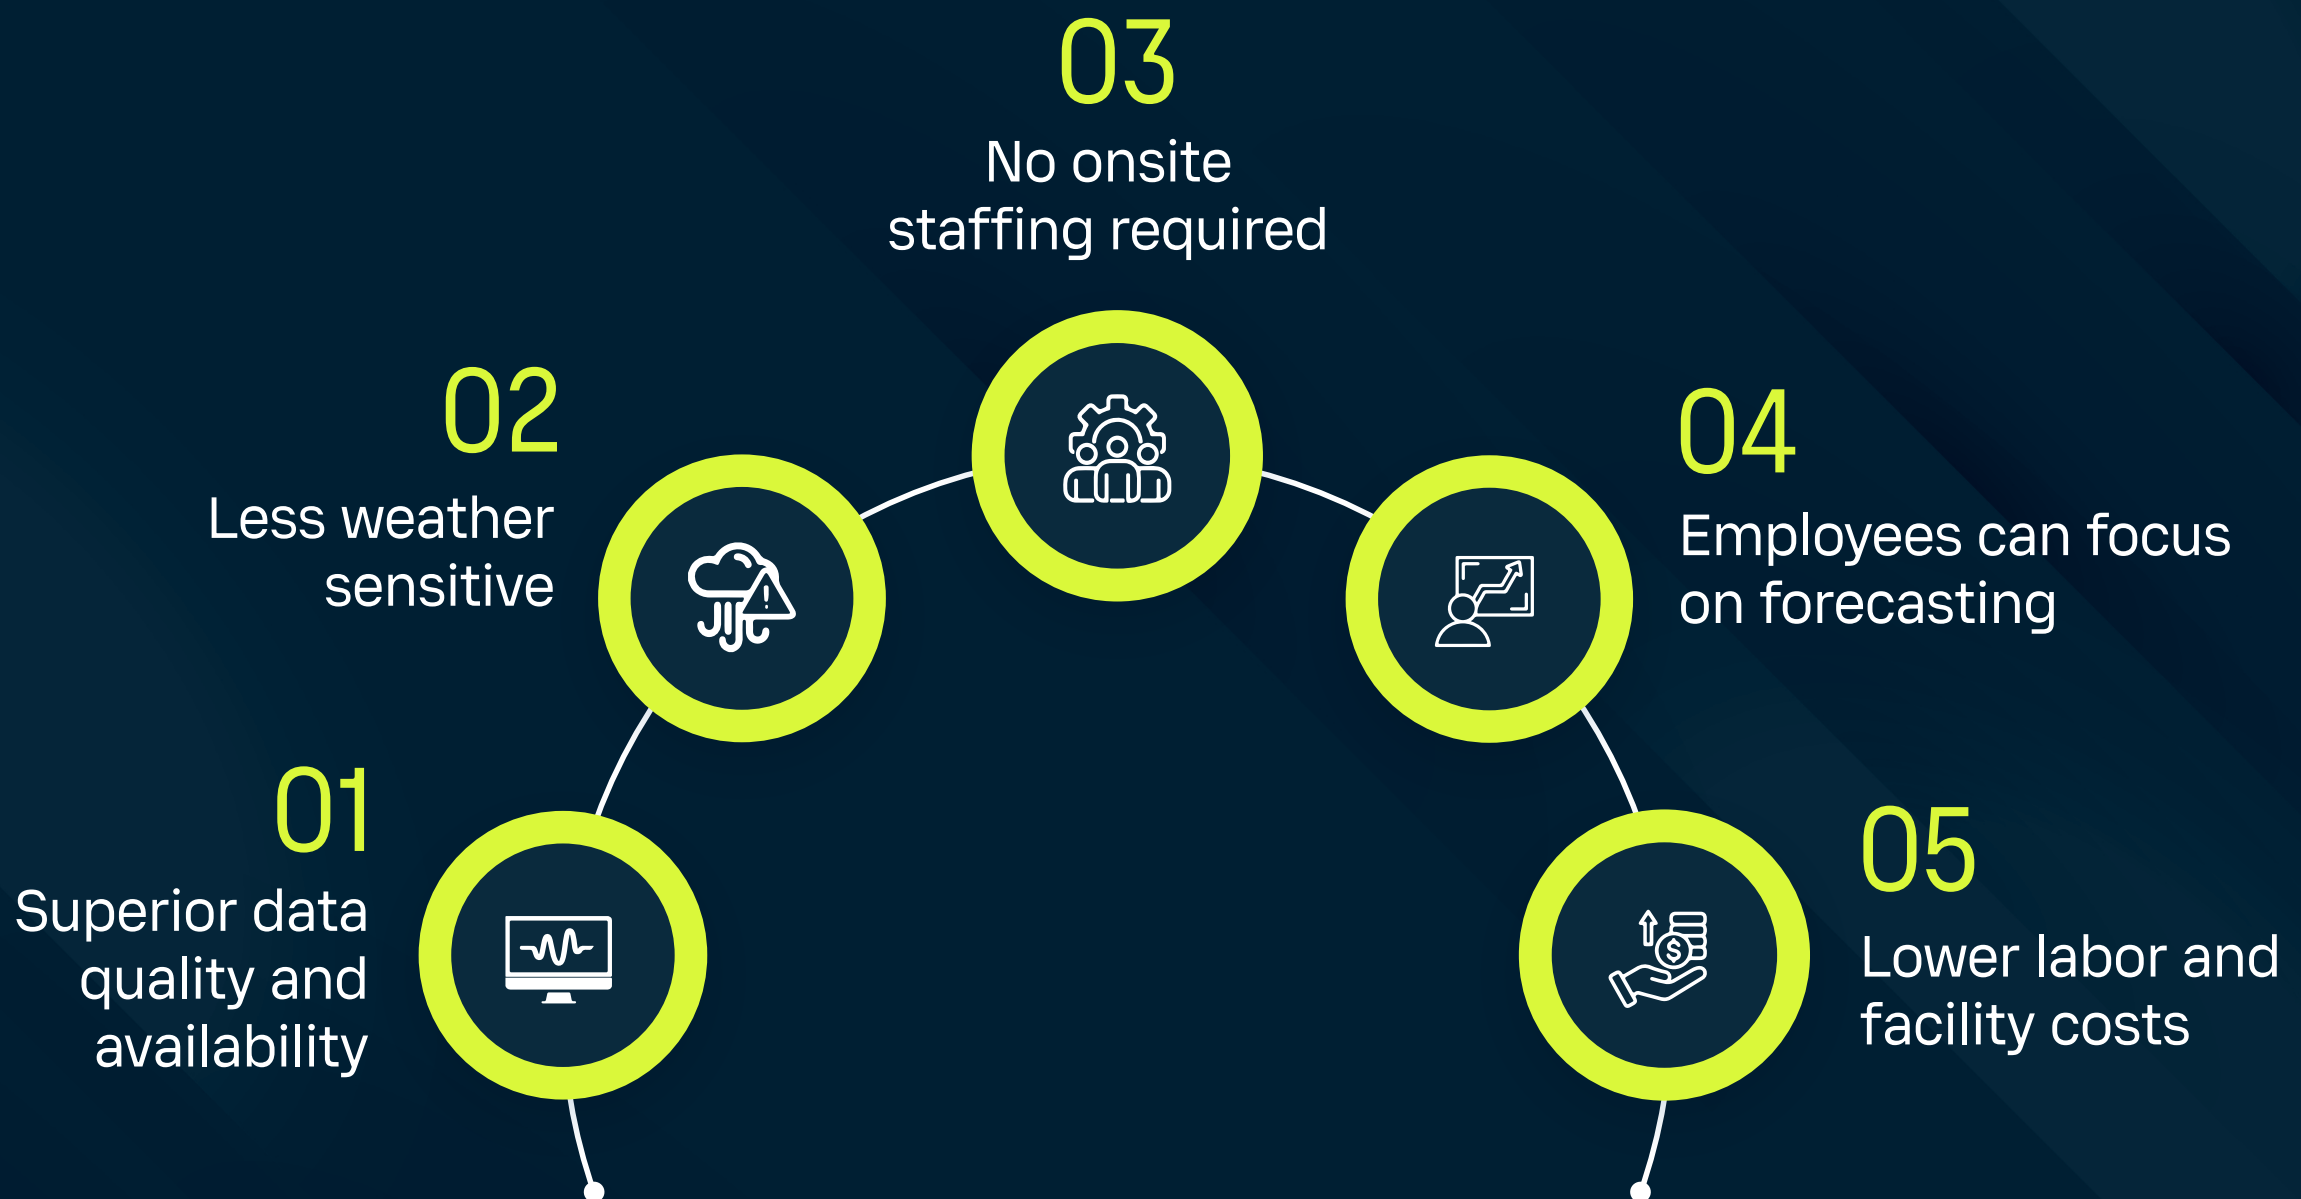 01
Superior data
quality and
availability
02
Less weather
sensitive
03
No onsite
staffing required
04
Employees can focus
on forecasting
05
Lower labor and
facility costs